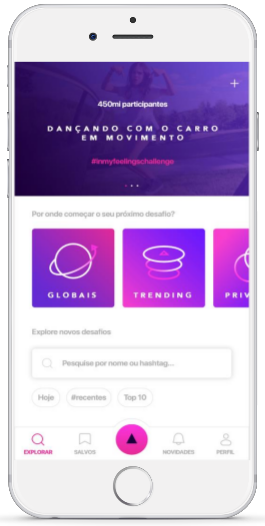 450mi participantes
DANÇANDO COM O CARRO
EM MOVIMENTO
#inmyfeelingschallenge
Por onde começar o seu próximo desafio?
GLOBAIS
TRENDING
PRIV
Explore novos desafios
Pesquise por nome ou hashtag...
Hoje
#recentes
Top 10
EXPLORAR
SALVOS
NOVIDADES
PERFIL